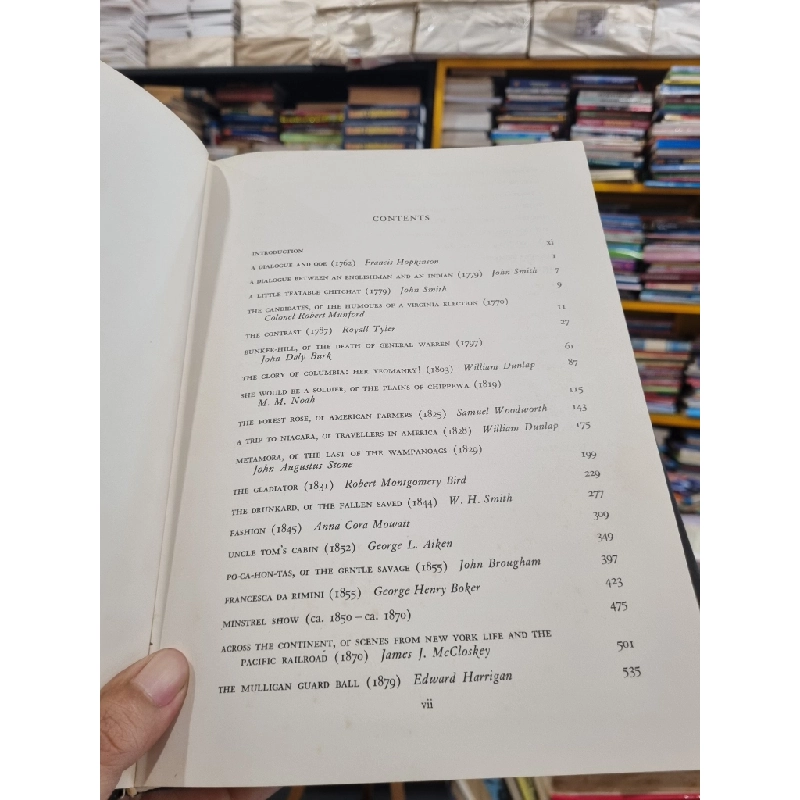 CONTENTS
INTRODUCTION xi
A DIALOGUE AND ODE (1762) Francis Hopkinson 1
A DIALOGUE BETWEEN AN ENGLISHMAN AND AN INDIAN (1779) John Smith 7
A LITTLE TEATABLE CHITCHAT (1779) John Smith 9
THE CANDIDATES, or THE HUMOURS OF A VIRGINIA ELECTION (1770)
Colonel Robert Munford 11
THE CONTRAST (1787) Royall Tyler 27
BUNKER-HILL, or THE DEATH OF GENERAL WARREN (1797)
John Daly Burk 61
THE GLORY OF COLUMBIA: HER YEOMANRY! (1803) William Dunlap 87
SHE WOULD BE A SOLDIER, or THE PLAINS OF CHIPPEWA (1819)
M. M. Noah 115
THE FOREST ROSE, or AMERICAN FARMERS (1825) Samuel Woodworth 143
A TRIP TO NIAGARA, or TRAVELLERS IN AMERICA (1828) William Dunlap 175
METAMORA, or THE LAST OF THE WAMPANOAGS (1829)
John Augustus Stone 199
THE GLADIATOR (1841) Robert Montgomery Bird 229
THE DRUNKARD, or THE FALLEN SAVED (1844) W. H. Smith 277
FASHION (1845) Anna Cora Mowatt 309
UNCLE TOM'S CABIN (1852) George L. Aiken 349
PO-CA-HON-TAS, or THE GENTLE SAVAGE (1855) John Brougham 397
FRANCESCA DA RIMINI (1855) George Henry Boker 423
MINSTREL SHOW (ca. 1850 – ca. 1870) 475
ACROSS THE CONTINENT, or SCENES FROM NEW YORK LIFE AND THE
PACIFIC RAILROAD (1870) James J. McCloskey 501
THE MULLIGAN GUARD BALL (1879) Edward Harrigan 535
vii